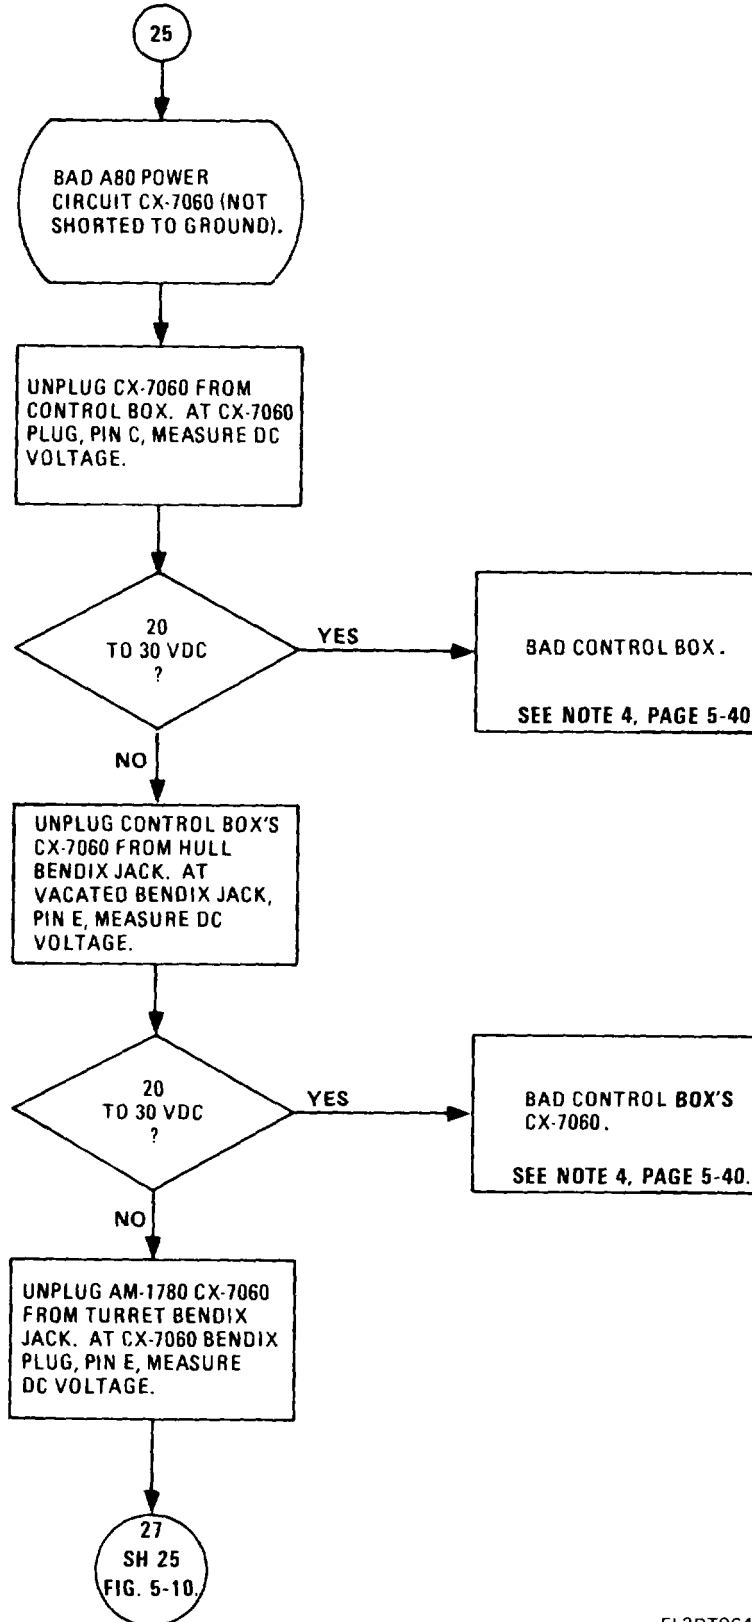 25
BAD A80 POWER
CIRCUIT CX-7060 (NOT
SHORTED TO GROUND).
UNPLUG CX-7060 FROM
CONTROL BOX. AT CX-7060
PLUG, PIN C, MEASURE DC
VOLTAGE.
20
TO 30 VDC
?
YES
BAD CONTROL BOX.
SEE NOTE 4, PAGE 5-40
NO
UNPLUG CONTROL BOX'S
CX-7060 FROM HULL
BENDIX JACK. AT
VACATED BENDIX JACK,
PIN E, MEASURE DC
VOLTAGE.
20
TO 30 VDC
?
YES
BAD CONTROL BOX'S
CX-7060.
SEE NOTE 4, PAGE 5-40.
NO
UNPLUG AM-1780 CX-7060
FROM TURRET BENDIX
JACK. AT CX-7060 BENDIX
PLUG, PIN E, MEASURE
DC VOLTAGE.
27
SH 25
FIG. 5-10.